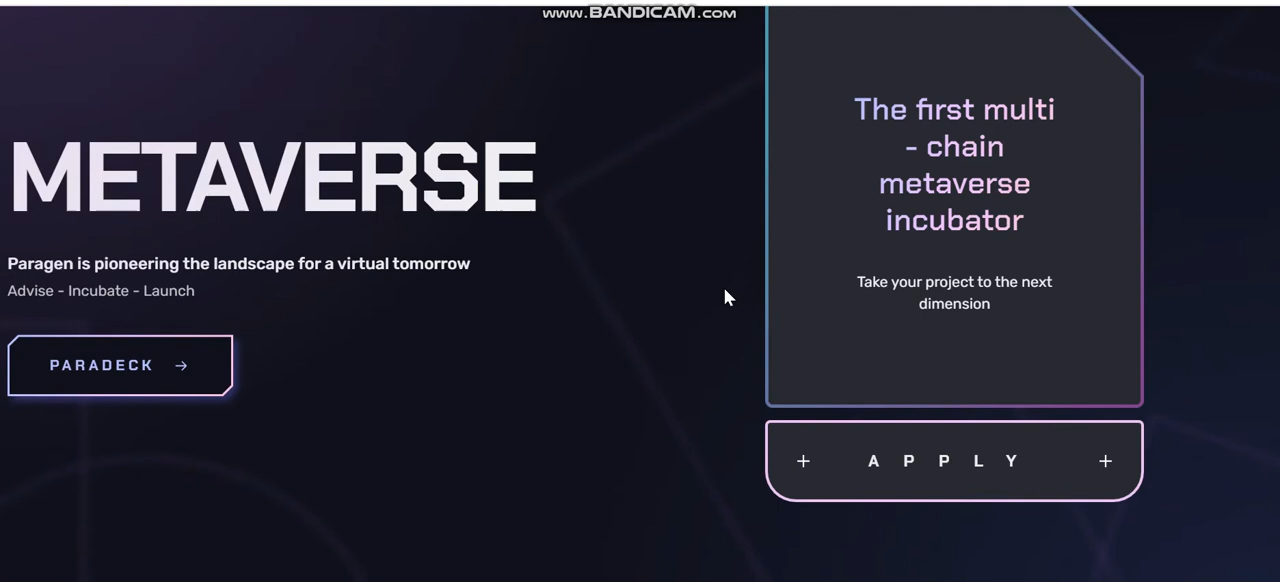 www.BANDICAM.com
METAVERSE
Paragen is pioneering the landscape for a virtual tomorrow
Advise - Incubate - Launch
PARADECK →
The first multi
- chain
metaverse
incubator
Take your project to the next
dimension
+ APPLY +